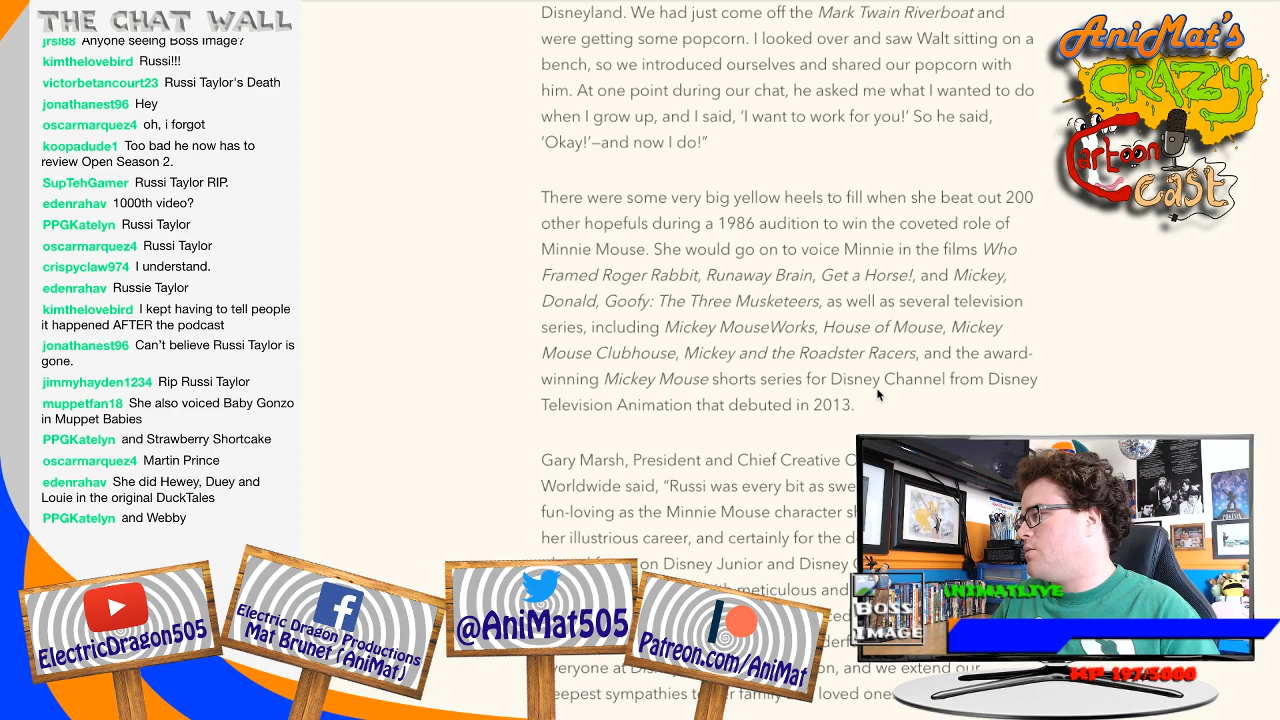 THE CHAT WALL
jrsl88 Anyone seeing Boss Image?
kimthelovebird Russi!!!
victorbetancourt23 Russi Taylor's Death
jonathanest96 Hey
oscarmarquez4 oh, i forgot
koopadude1 Too bad he now has to
review Open Season 2.
SupTehGamer Russi Taylor RIP.
edenrahav 1000th video?
PPGKatelyn Russi Taylor
oscarmarquez4 Russi Taylor
crispyclaw974 I understand.
edenrahav Russie Taylor
kimthelovebird I kept having to tell people
it happened AFTER the podcast
jonathanest96 Can't believe Russi Taylor is
gone.
jimmyhayden1234 Rip Russi Taylor
muppetfan18 She also voiced Baby Gonzo
in Muppet Babies
PPGKatelyn and Strawberry Shortcake
oscarmarquez4 Martin Prince
edenrahav She did Hewey, Duey and
Louie in the original DuckTales
PPGKatelyn and Webby
Disneyland. We had just come off the Mark Twain Riverboat and
were getting some popcorn. I looked over and saw Walt sitting on a
bench, so we introduced ourselves and shared our popcorn with
him. At one point during our chat, he asked me what I wanted to do
when I grow up, and I said, ‘I want to work for you!’ So he said,
‘Okay!’—and now I do!”
There were some very big yellow heels to fill when she beat out 200
other hopefuls during a 1986 audition to win the coveted role of
Minnie Mouse. She would go on to voice Minnie in the films Who
Framed Roger Rabbit, Runaway Brain, Get a Horse!, and Mickey,
Donald, Goofy: The Three Musketeers, as well as several television
series, including Mickey MouseWorks, House of Mouse, Mickey
Mouse Clubhouse, Mickey and the Roadster Racers, and the award-
winning Mickey Mouse shorts series for Disney Channel from Disney
Television Animation that debuted in 2013.
Gary Marsh, President and Chief Creative
Worldwide said, “Russi was every bit as
fun-loving as the Minnie Mouse character
her illustrious career, and certainly for the
on Disney Junior and Disney
meticulous and
everyone at and we extend our
deepest sympathies family loved
AniMat's
CRAZY
Cartoon
Cast
ElectricDragon505
Electric Dragon Productions
Mat Brunet (AniMat)
@AniMat505
Patreon.com/AniMat
BOSS
IMAGE
ANIMATLIVE
HP 197/5000